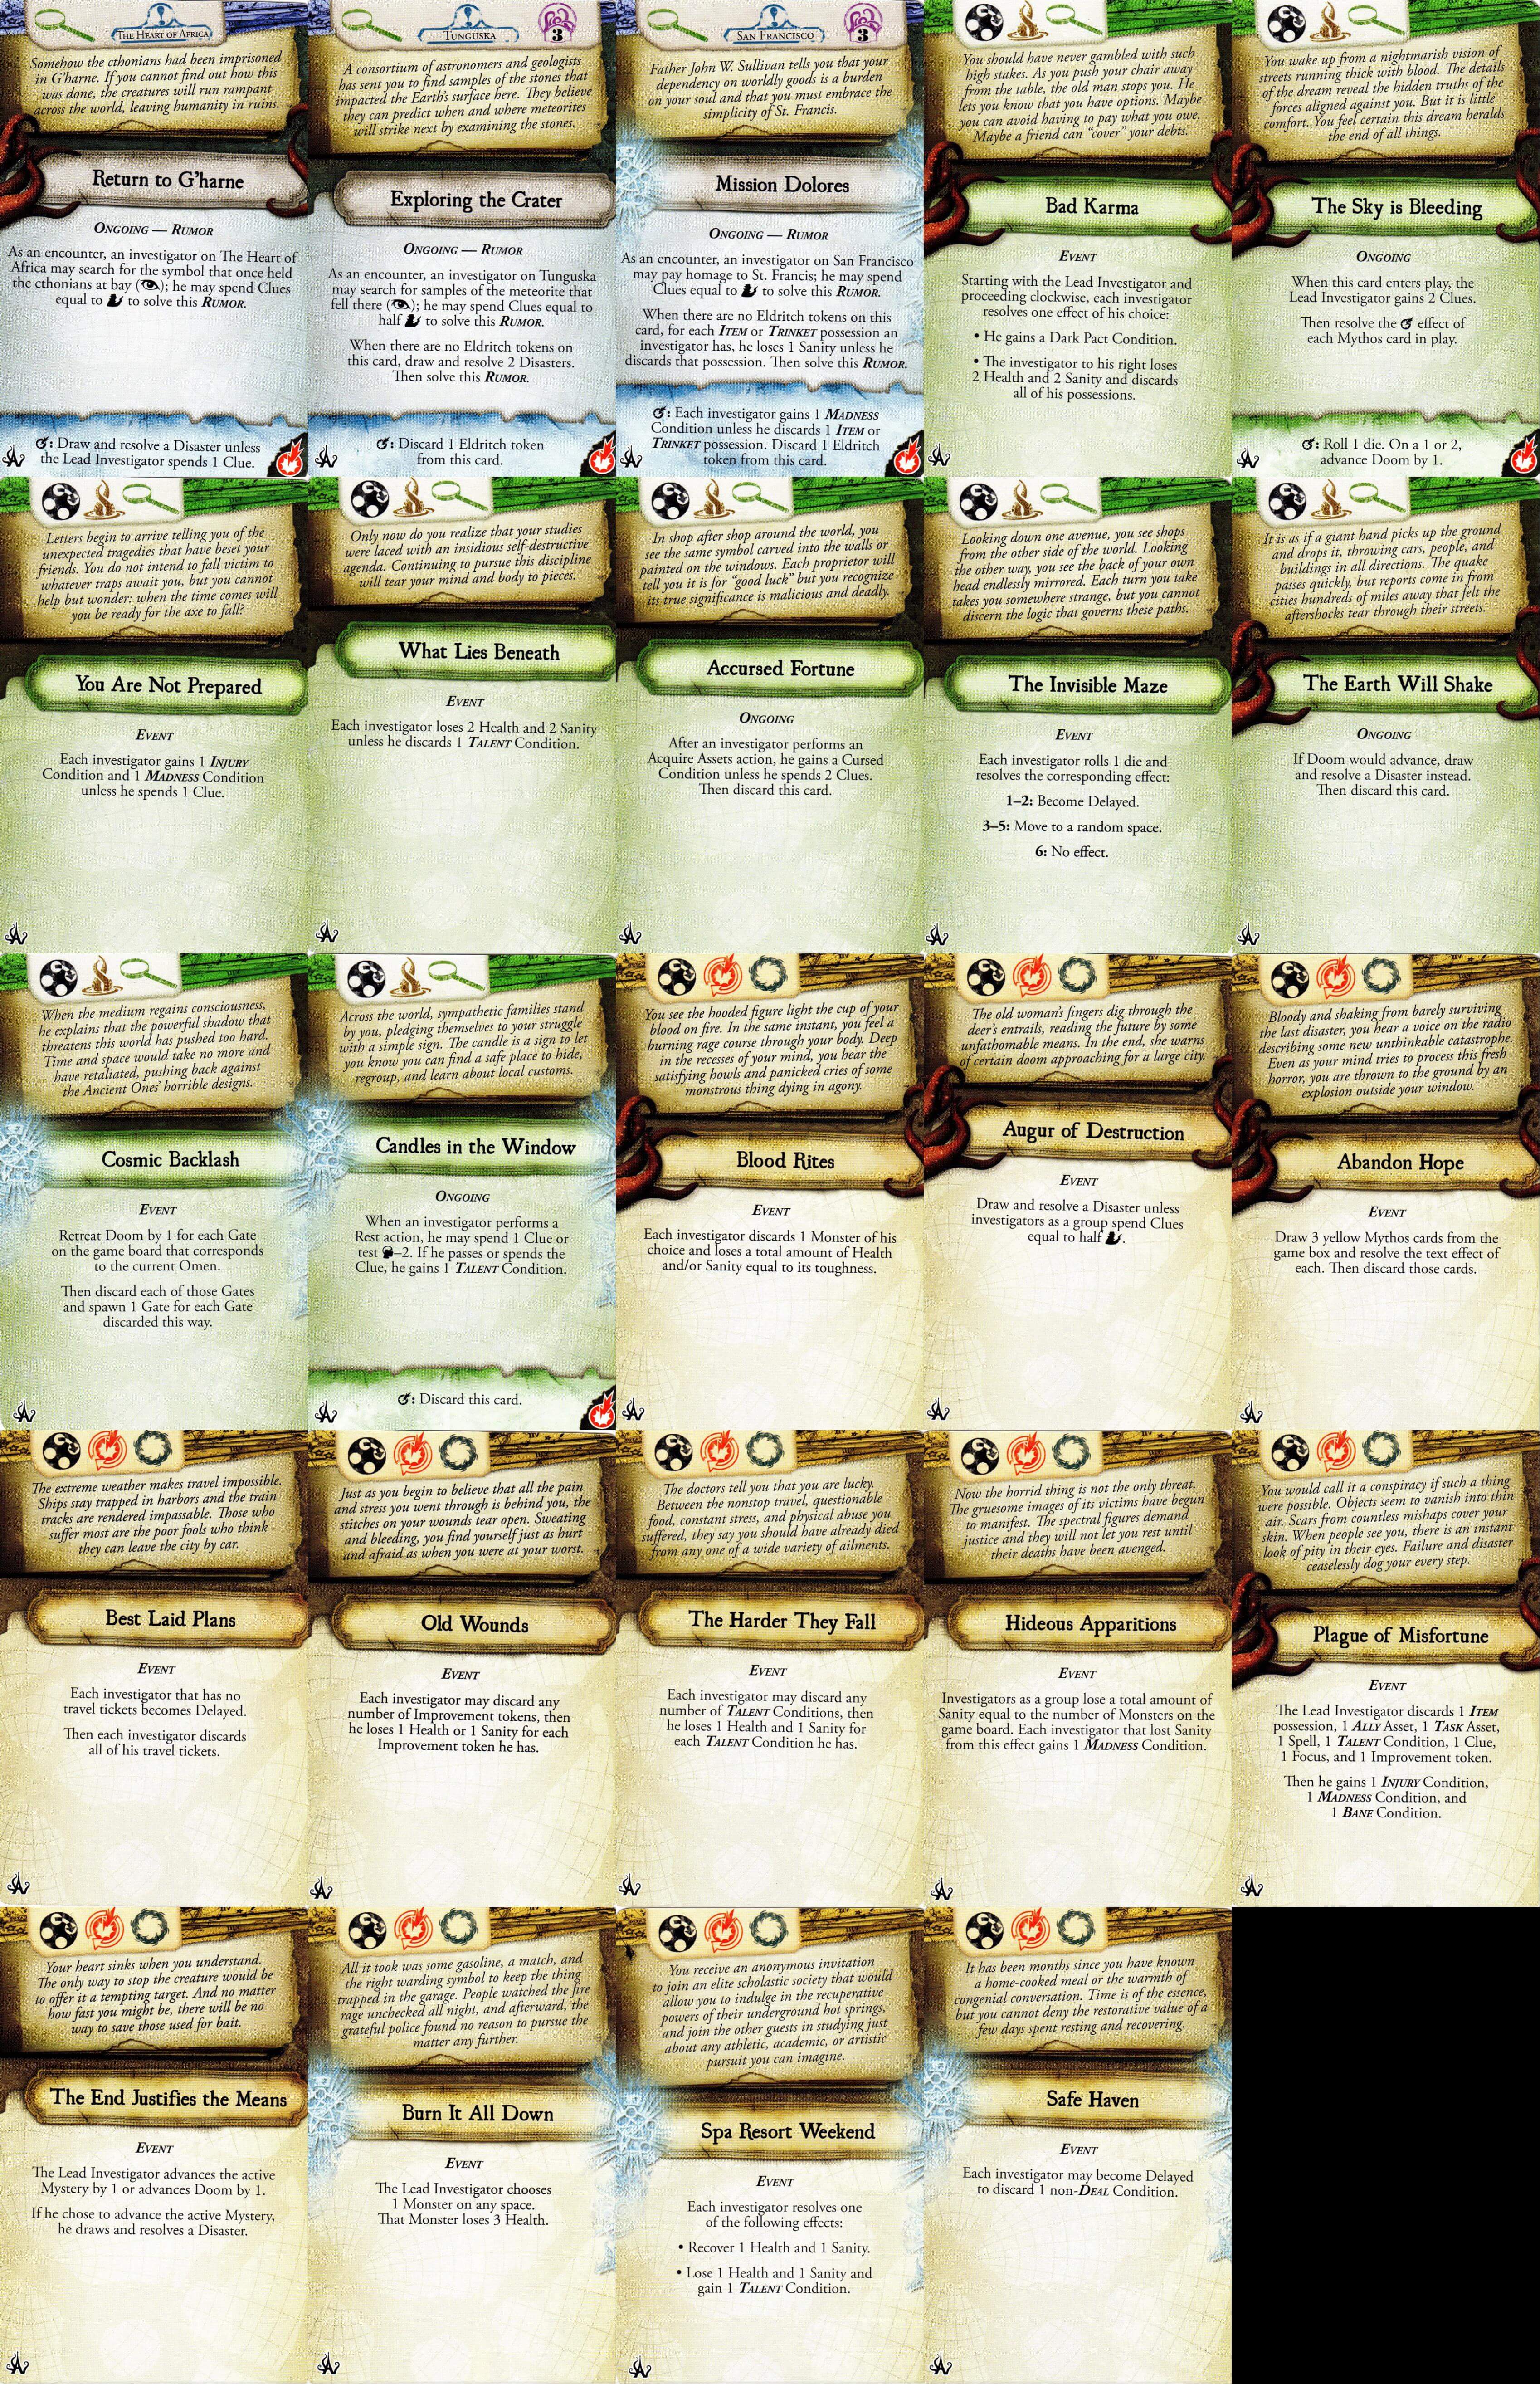 The Heart of Africa
Somehow the cthonians had been imprisoned
in G'harne. If you cannot find out how this
was done, the creatures will run rampant
across the world, leaving humanity in ruins.
Return to G'harne
Ongoing — Rumor
As an encounter, an investigator on The Heart of
Africa may search for the symbol that once held
the cthonians at bay ( ); he may spend Clues
equal to to solve this Rumor.
: Draw and resolve a Disaster unless
the Lead Investigator spends 1 Clue.
Tunguska
3
A consortium of astronomers and geologists
has sent you to find samples of the stones that
impacted the Earth's surface here. They believe
they can predict when and where meteorites
will strike next by examining the stones.
Exploring the Crater
Ongoing — Rumor
As an encounter, an investigator on Tunguska
may search for samples of the meteorite that
fell there ( ); he may spend Clues equal to
half to solve this Rumor.
When there are no Eldritch tokens on
this card, draw and resolve 2 Disasters.
Then solve this Rumor.
: Discard 1 Eldritch token
from this card.
San Francisco
3
Father John W. Sullivan tells you that your
dependency on worldly goods is a burden
on your soul and that you must embrace the
simplicity of St. Francis.
Mission Dolores
Ongoing — Rumor
As an encounter, an investigator on San Francisco
may pay homage to St. Francis; he may spend
Clues equal to to solve this Rumor.
When there are no Eldritch tokens on this
card, for each Item or Trinket possession an
investigator has, he loses 1 Sanity unless he
discards that possession. Then solve this Rumor.
: Each investigator gains 1 Madness
Condition unless he discards 1 Item or
Trinket possession. Discard 1 Eldritch
token from this card.
You should have never gambled with such
high stakes. As you push your chair away
from the table, the old man stops you. He
lets you know that you have options. Maybe
you can avoid having to pay what you owe.
Maybe a friend can "cover" your debts.
Bad Karma
Event
Starting with the Lead Investigator and
proceeding clockwise, each investigator
resolves one effect of his choice:
• He gains a Dark Pact Condition.
• The investigator to his right loses
2 Health and 2 Sanity and discards
all of his possessions.
You wake up from a nightmarish vision of
streets running thick with blood. The details
of the dream reveal the hidden truths of the
forces aligned against you. But it is little
comfort. You feel certain this dream heralds
the end of all things.
The Sky is Bleeding
Ongoing
When this card enters play, the
Lead Investigator gains 2 Clues.
Then resolve the effect of
each Mythos card in play.
: Roll 1 die. On a 1 or 2,
advance Doom by 1.
Letters begin to arrive telling you of the
unexpected tragedies that have beset your
friends. You do not intend to fall victim to
whatever traps await you, but you cannot
help but wonder: when the time comes will
you be ready for the axe to fall?
You Are Not Prepared
Event
Each investigator gains 1 Injury
Condition and 1 Madness Condition
unless he spends 1 Clue.
Only now do you realize that your studies
were laced with an insidious self-destructive
agenda. Continuing to pursue this discipline
will tear your mind and body to pieces.
What Lies Beneath
Event
Each investigator loses 2 Health and 2 Sanity
unless he discards 1 Talent Condition.
In shop after shop around the world, you
see the same symbol carved into the walls or
painted on the windows. Each proprietor will
tell you it is for "good luck" but you recognize
its true significance is malicious and deadly.
Accursed Fortune
Ongoing
After an investigator performs an
Acquire Assets action, he gains a Cursed
Condition unless he spends 2 Clues.
Then discard this card.
Looking down one avenue, you see shops
from the other side of the world. Looking
the other way, you see the back of your own
head endlessly mirrored. Each turn you take
takes you somewhere strange, but you cannot
discern the logic that governs these paths.
The Invisible Maze
Event
Each investigator rolls 1 die and
resolves the corresponding effect:
1–2: Become Delayed.
3–5: Move to a random space.
6: No effect.
It is as if a giant hand picks up the ground
and drops it, throwing cars, people, and
buildings in all directions. The quake
passes quickly, but reports come in from
cities hundreds of miles away that felt the
aftershocks tear through their streets.
The Earth Will Shake
Ongoing
If Doom would advance, draw
and resolve a Disaster instead.
Then discard this card.
When the medium regains consciousness,
he explains that the powerful shadow that
threatens this world has pushed too hard.
Time and space would take no more and
have retaliated, pushing back against
the Ancient Ones' horrible designs.
Cosmic Backlash
Event
Retreat Doom by 1 for each Gate
on the game board that corresponds
to the current Omen.
Then discard each of those Gates
and spawn 1 Gate for each Gate
discarded this way.
Across the world, sympathetic families stand
by you, pledging themselves to your struggle
with a simple sign. The candle is a sign to let
you know you can find a safe place to hide,
regroup, and learn about local customs.
Candles in the Window
Ongoing
When an investigator performs a
Rest action, he may spend 1 Clue or
test –2. If he passes or spends the
Clue, he gains 1 Talent Condition.
: Discard this card.
You see the hooded figure light the cup of your
blood on fire. In the same instant, you feel a
burning rage course through your body. Deep
in the recesses of your mind, you hear the
satisfying howls and panicked cries of some
monstrous thing dying in agony.
Blood Rites
Event
Each investigator discards 1 Monster of his
choice and loses a total amount of Health
and/or Sanity equal to its toughness.
The old woman's fingers dig through the
deer's entrails, reading the future by some
unfathomable means. In the end, she warns
of certain doom approaching for a large city.
Augur of Destruction
Event
Draw and resolve a Disaster unless
investigators as a group spend Clues
equal to half .
Bloody and shaking from barely surviving
the last disaster, you hear a voice on the radio
describing some new unthinkable catastrophe.
Even as your mind tries to process this fresh
horror, you are thrown to the ground by an
explosion outside your window.
Abandon Hope
Event
Draw 3 yellow Mythos cards from the
game box and resolve the text effect of
each. Then discard those cards.
The extreme weather makes travel impossible.
Ships stay trapped in harbors and the train
tracks are rendered impassable. Those who
suffer most are the poor fools who think
they can leave the city by car.
Best Laid Plans
Event
Each investigator that has no
travel tickets becomes Delayed.
Then each investigator discards
all of his travel tickets.
Just as you begin to believe that all the pain
and stress you went through is behind you, the
stitches on your wounds tear open. Sweating
and bleeding, you find yourself just as hurt
and afraid as when you were at your worst.
Old Wounds
Event
Each investigator may discard any
number of Improvement tokens, then
he loses 1 Health or 1 Sanity for each
Improvement token he has.
The doctors tell you that you are lucky.
Between the nonstop travel, questionable
food, constant stress, and physical abuse you
suffered, they say you should have already died
from any one of a wide variety of ailments.
The Harder They Fall
Event
Each investigator may discard any
number of Talent Conditions, then
he loses 1 Health and 1 Sanity for
each Talent Condition he has.
Now the horrid thing is not the only threat.
The gruesome images of its victims have begun
to manifest. The spectral figures demand
justice and they will not let you rest until
their deaths have been avenged.
Hideous Apparitions
Event
Investigators as a group lose a total amount of
Sanity equal to the number of Monsters on the
game board. Each investigator that lost Sanity
from this effect gains 1 Madness Condition.
You would call it a conspiracy if such a thing
were possible. Objects seem to vanish into thin
air. Scars from countless mishaps cover your
skin. When people see you, there is an instant
look of pity in their eyes. Failure and disaster
ceaselessly dog your every step.
Plague of Misfortune
Event
The Lead Investigator discards 1 Item
possession, 1 Ally Asset, 1 Task Asset,
1 Spell, 1 Talent Condition, 1 Clue,
1 Focus, and 1 Improvement token.
Then he gains 1 Injury Condition,
1 Madness Condition, and
1 Bane Condition.
Your heart sinks when you understand.
The only way to stop the creature would be
to offer it a tempting target. And no matter
how fast you might be, there will be no
way to save those used for bait.
The End Justifies the Means
Event
The Lead Investigator advances the active
Mystery by 1 or advances Doom by 1.
If he chose to advance the active Mystery,
he draws and resolves a Disaster.
All it took was some gasoline, a match, and
the right warding symbol to keep the thing
trapped in the garage. People watched the fire
rage unchecked all night, and afterward, the
grateful police found no reason to pursue the
matter any further.
Burn It All Down
Event
The Lead Investigator chooses
1 Monster on any space.
That Monster loses 3 Health.
You receive an anonymous invitation
to join an elite scholastic society that would
allow you to indulge in the recuperative
powers of their underground hot springs,
and join the other guests in studying just
about any athletic, academic, or artistic
pursuit you can imagine.
Spa Resort Weekend
Event
Each investigator resolves one
of the following effects:
• Recover 1 Health and 1 Sanity.
• Lose 1 Health and 1 Sanity and
gain 1 Talent Condition.
It has been months since you have known
a home-cooked meal or the warmth of
congenial conversation. Time is of the essence,
but you cannot deny the restorative value of a
few days spent resting and recovering.
Safe Haven
Event
Each investigator may become Delayed
to discard 1 non-Deal Condition.